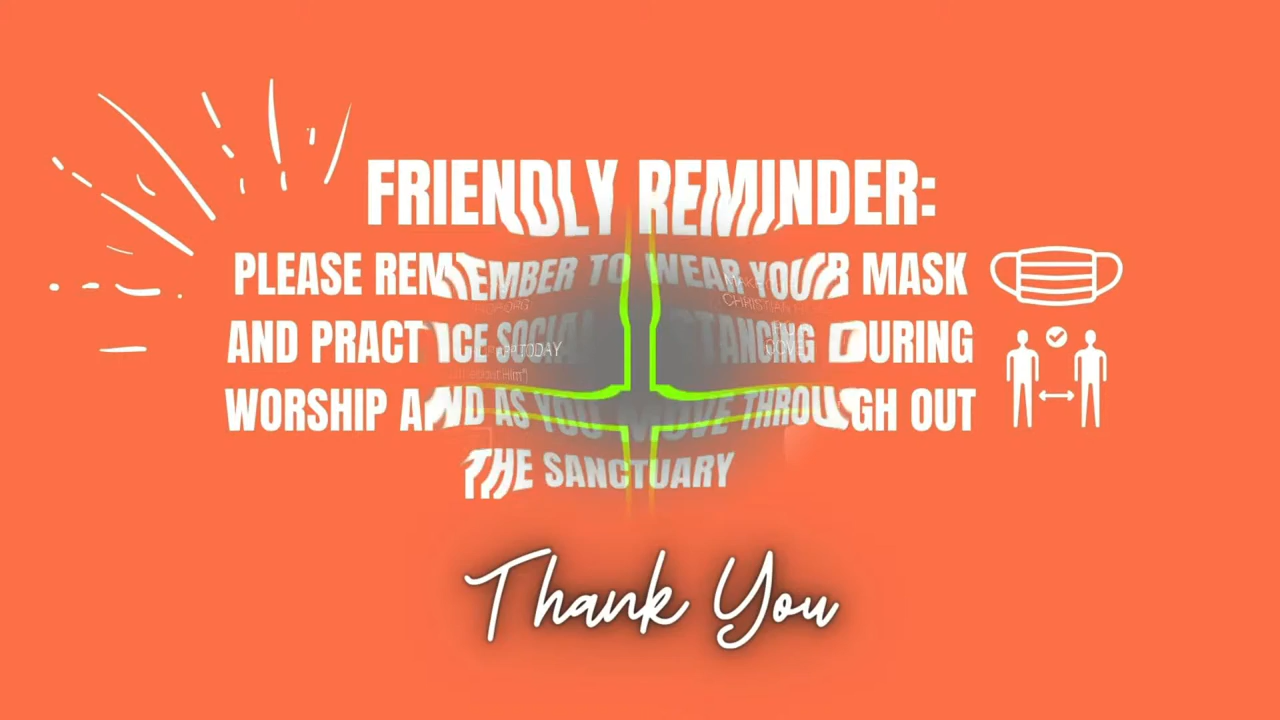 FRIENDLY REMINDER:
PLEASE REMEMBER TO WEAR YOUR MASK
AND PRACTICE SOCIAL DISTANCING DURING
WORSHIP AND AS YOU MOVE THROUGH OUT
THE SANCTUARY
Thank You